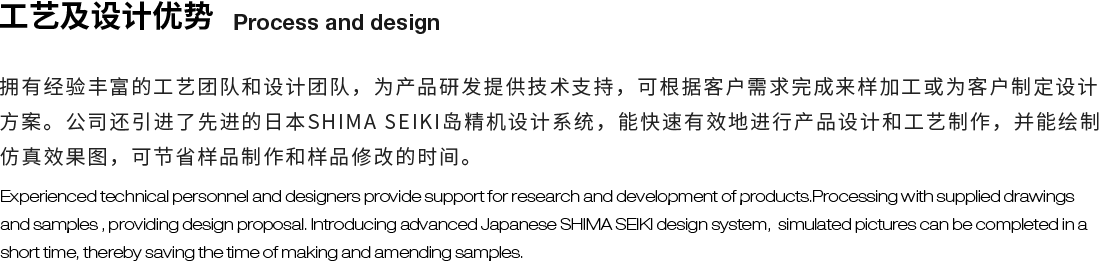 工艺及设计优势 Process and design
拥有经验丰富的工艺团队和设计团队，为产品研发提供技术支持，可根据客户需求完成来样加工或为客户制定设计
方案。公司还引进了先进的日本SHIMA SEIKI岛精机设计系统，能快速有效地进行产品设计和工艺制作，并能绘制
仿真效果图，可节省样品制作和样品修改的时间。
Experienced technical personnel and designers provide support for research and development of products.Processing with supplied drawings
and samples , providing design proposal. Introducing advanced Japanese SHIMA SEIKI design system,  simulated pictures can be completed in a
short time, thereby saving the time of making and amending samples.